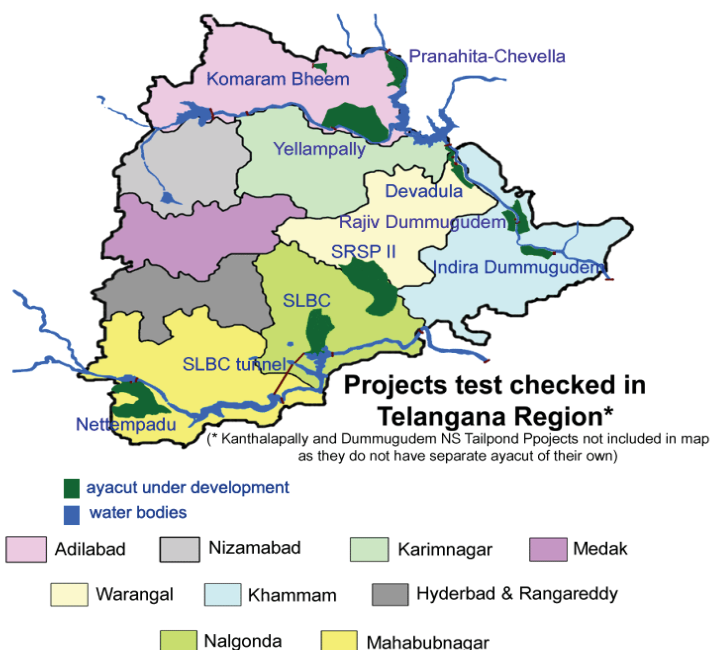 Pranahita-Chevella
Komaram Bheem
Yellampally
Devadula
Rajiv Dummugudem
SRSP II
Indira Dummugudem
SLBC
SLBC tunnel
Nettempadu
Projects test checked in
Telangana Region*
(* Kanthalapally and Dummugudem NS Tailpond Ppojects not included in map
as they do not have separate ayacut of their own)
ayacut under development
water bodies
Adilabad
Nizamabad
Karimnagar
Medak
Warangal
Khammam
Hyderbad & Rangareddy
Nalgonda
Mahabubnagar